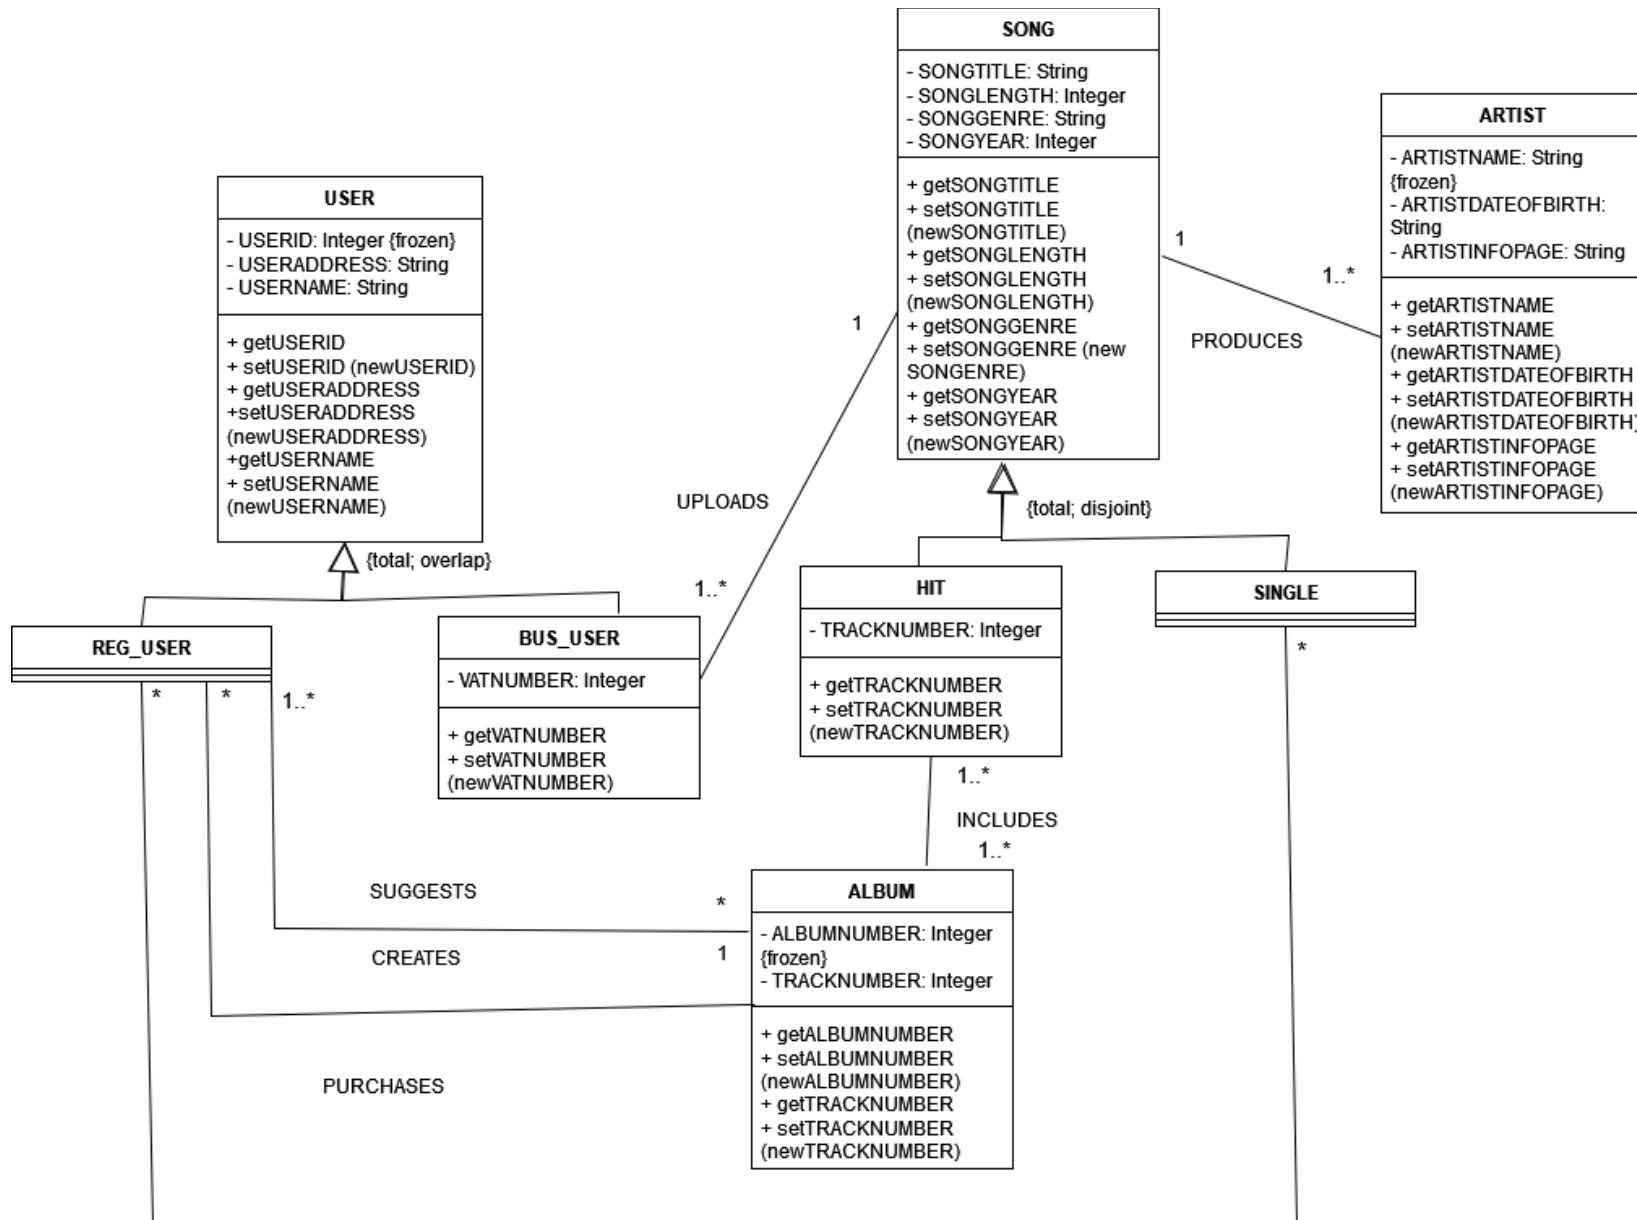 SONG
- SONGTITLE: String
- SONGLENGTH: Integer
- SONGGENRE: String
- SONGYEAR: Integer
+ getSONGTITLE
+ setSONGTITLE
(newSONGTITLE)
+ getSONGLENGTH
+ setSONGLENGTH
(newSONGLENGTH)
+ getSONGGENRE
+ setSONGGENRE (new
SONGENRE)
+ getSONGYEAR
+ setSONGYEAR
(newSONGYEAR)
ARTIST
- ARTISTNAME: String
{frozen}
- ARTISTDATEOFBIRTH:
String
- ARTISTINFOPAGE: String
+ getARTISTNAME
+ setARTISTNAME
(newARTISTNAME)
+ getARTISTDATEOFBIRTH
+ setARTISTDATEOFBIRTH
(newARTISTDATEOFBIRTH)
+ getARTISTINFOPAGE
+ setARTISTINFOPAGE
(newARTISTINFOPAGE)
1
1..*
PRODUCES
USER
- USERID: Integer {frozen}
- USERADDRESS: String
- USERNAME: String
+ getUSERID
+ setUSERID (newUSERID)
+ getUSERADDRESS
+setUSERADDRESS
(newUSERADDRESS)
+getUSERNAME
+ setUSERNAME
(newUSERNAME)
1
UPLOADS
1..*
{total; overlap}
{total; disjoint}
REG_USER
BUS_USER
- VATNUMBER: Integer
+ getVATNUMBER
+ setVATNUMBER
(newVATNUMBER)
HIT
- TRACKNUMBER: Integer
+ getTRACKNUMBER
+ setTRACKNUMBER
(newTRACKNUMBER)
SINGLE
*
*
1..*
*
1..*
INCLUDES
1..*
SUGGESTS
*
CREATES
1
PURCHASES
ALBUM
- ALBUMNUMBER: Integer
{frozen}
- TRACKNUMBER: Integer
+ getALBUMNUMBER
+ setALBUMNUMBER
(newALBUMNUMBER)
+ getTRACKNUMBER
+ setTRACKNUMBER
(newTRACKNUMBER)